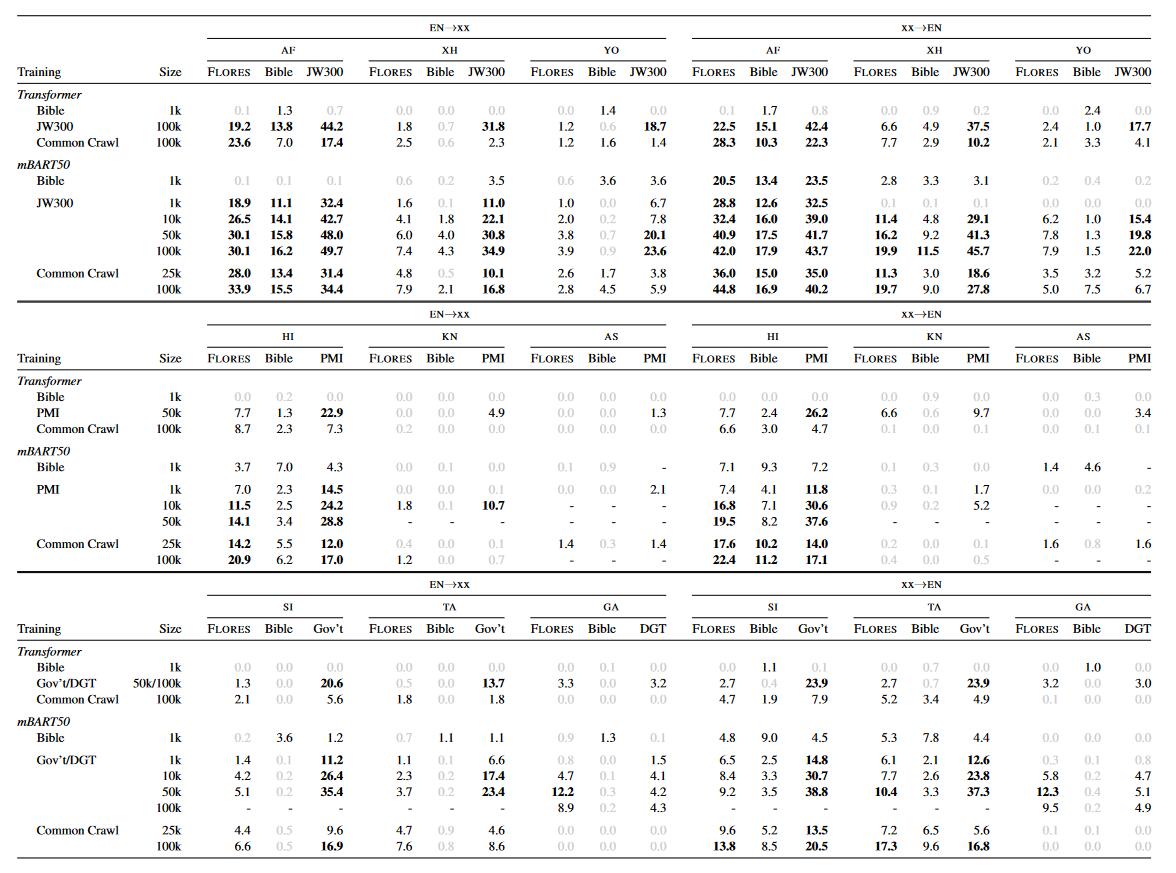 EN→XX XX→EN
AF XH YO AF XH YO
Training Size FLORES Bible JW300 FLORES Bible JW300 FLORES Bible JW300 FLORES Bible JW300 FLORES Bible JW300 FLORES Bible JW300
Transformer
Bible 1k 0.1 1.3 0.7 0.0 0.0 0.0 0.0 1.4 0.0 0.1 1.7 0.8 0.0 0.9 0.2 0.0 2.4 0.0
JW300 100k 19.2 13.8 44.2 1.8 0.7 31.8 1.2 0.6 18.7 22.5 15.1 42.4 6.6 4.9 37.5 2.4 1.0 17.7
Common Crawl 100k 23.6 7.0 17.4 2.5 0.6 2.3 1.2 1.6 1.4 28.3 10.3 22.3 7.7 2.9 10.2 2.1 3.3 4.1
mBART50
Bible 1k 0.1 0.1 0.1 0.6 0.2 3.5 0.6 3.6 3.6 20.5 13.4 23.5 2.8 3.3 3.1 0.2 0.4 0.2
JW300 1k 18.9 11.1 32.4 1.6 0.1 11.0 1.0 0.0 6.7 28.8 12.6 32.5 0.1 0.1 0.1 0.0 0.0 0.0
10k 26.5 14.1 42.7 4.1 1.8 22.1 2.0 0.2 7.8 32.4 16.0 39.0 11.4 4.8 29.1 6.2 1.0 15.4
50k 30.1 15.8 48.0 6.0 4.0 30.8 3.8 0.7 20.1 40.9 17.5 41.7 16.2 9.2 41.3 7.8 1.3 19.8
100k 30.1 16.2 49.7 7.4 4.3 34.9 3.9 0.9 23.6 42.0 17.9 43.7 19.9 11.5 45.7 7.9 1.5 22.0
Common Crawl 25k 28.0 13.4 31.4 4.8 0.5 10.1 2.6 1.7 3.8 36.0 15.0 35.0 11.3 3.0 18.6 3.5 3.2 5.2
100k 33.9 15.5 34.4 7.9 2.1 16.8 2.8 4.5 5.9 44.8 16.9 40.2 19.7 9.0 27.8 5.0 7.5 6.7
EN→XX XX→EN
HI KN AS HI KN AS
Training Size FLORES Bible PMI FLORES Bible PMI FLORES Bible PMI FLORES Bible PMI FLORES Bible PMI FLORES Bible PMI
Transformer
Bible 1k 0.0 0.2 0.0 0.0 0.0 0.0 0.0 0.0 0.0 0.0 0.0 0.0 0.0 0.9 0.0 0.0 0.3 0.0
PMI 50k 7.7 1.3 22.9 0.0 0.0 4.9 0.0 0.0 1.3 7.7 2.4 26.2 6.6 0.6 9.7 0.0 0.0 3.4
Common Crawl 100k 8.7 2.3 7.3 0.2 0.0 0.0 0.0 0.0 0.0 6.6 3.0 4.7 0.1 0.0 0.1 0.0 0.1 0.1
mBART50
Bible 1k 3.7 7.0 4.3 0.0 0.1 0.0 0.1 0.9 - 7.1 9.3 7.2 0.1 0.3 0.0 1.4 4.6 -
PMI 1k 7.0 2.3 14.5 0.0 0.0 0.1 0.0 0.0 2.1 7.4 4.1 11.8 0.3 0.1 1.7 0.0 0.0 0.2
10k 11.5 2.5 24.2 1.8 0.1 10.7 - - - 16.8 7.1 30.6 0.9 0.2 5.2 - - -
50k 14.1 3.4 28.8 - - - - - - 19.5 8.2 37.6 - - - - - -
Common Crawl 25k 14.2 5.5 12.0 0.4 0.0 0.1 1.4 0.3 1.4 17.6 10.2 14.0 0.2 0.0 0.1 1.6 0.8 1.6
100k 20.9 6.2 17.0 1.2 0.0 0.7 - - - 22.4 11.2 17.1 0.4 0.0 0.5 - - -
EN→XX XX→EN
SI TA GA SI TA GA
Training Size FLORES Bible Gov't FLORES Bible Gov't FLORES Bible DGT FLORES Bible Gov't FLORES Bible Gov't FLORES Bible DGT
Transformer
Bible 1k 0.0 0.0 0.0 0.0 0.0 0.0 0.0 0.1 0.0 0.0 1.1 0.1 0.0 0.7 0.0 0.0 1.0 0.0
Gov't/DGT 50k/100k 1.3 0.0 20.6 0.5 0.0 13.7 3.3 0.0 3.2 2.7 0.4 23.9 2.7 0.7 23.9 3.2 0.0 3.0
Common Crawl 100k 2.1 0.0 5.6 1.8 0.0 1.8 0.0 0.0 0.0 4.7 1.9 7.9 5.2 3.4 4.9 0.1 0.0 0.0
mBART50
Bible 1k 0.2 3.6 1.2 0.7 1.1 1.1 0.9 1.3 0.1 4.8 9.0 4.5 5.3 7.8 4.4 0.0 0.0 0.0
Gov't/DGT 1k 1.4 0.1 11.2 1.1 0.1 6.6 0.8 0.0 1.5 6.5 2.5 14.8 6.1 2.1 12.6 0.3 0.1 0.8
10k 4.2 0.2 26.4 2.3 0.2 17.4 4.7 0.1 4.1 8.4 3.3 30.7 7.7 2.6 23.8 5.8 0.2 4.7
50k 5.1 0.2 35.4 3.7 0.2 23.4 12.2 0.3 4.2 9.2 3.5 38.8 10.4 3.3 37.3 12.3 0.4 5.1
100k - - - - - - 8.9 0.2 4.3 - - - - - - 9.5 0.2 4.9
Common Crawl 25k 4.4 0.5 9.6 4.7 0.9 4.6 0.0 0.0 0.0 9.6 5.2 13.5 7.2 6.5 5.6 0.1 0.1 0.0
100k 6.6 0.5 16.9 7.6 0.8 8.6 0.0 0.0 0.0 13.8 8.5 20.5 17.3 9.6 16.8 0.0 0.0 0.0